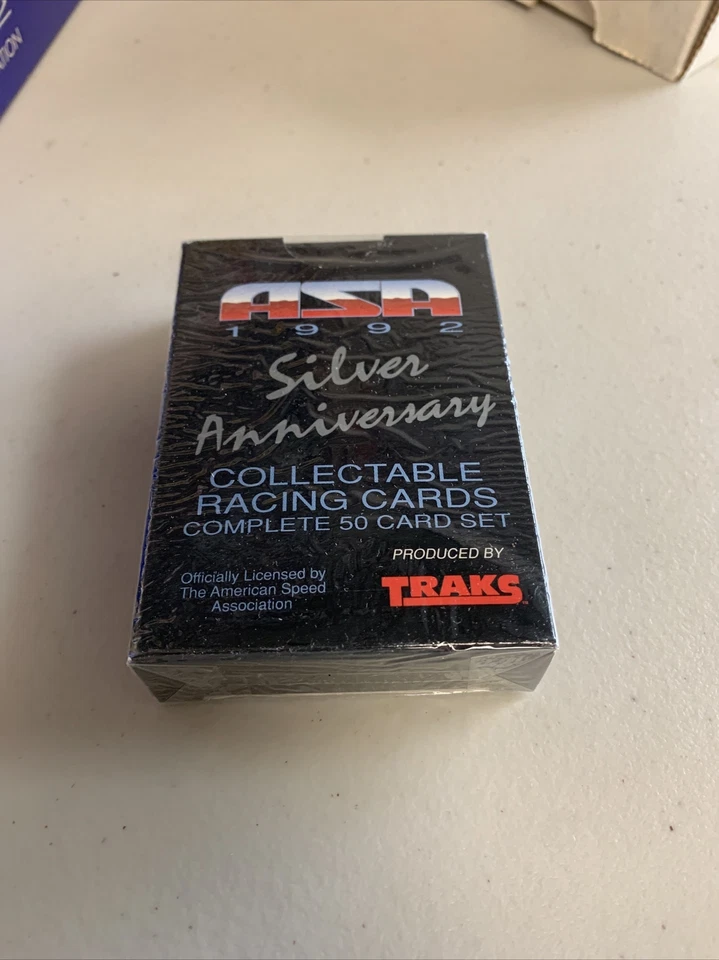 ATION
ASA
1992
Silver
Anniversary
COLLECTABLE
RACING CARDS
COMPLETE 50 CARD SET
PRODUCED BY
TRAKS
Officially Licensed by
The American Speed
Association